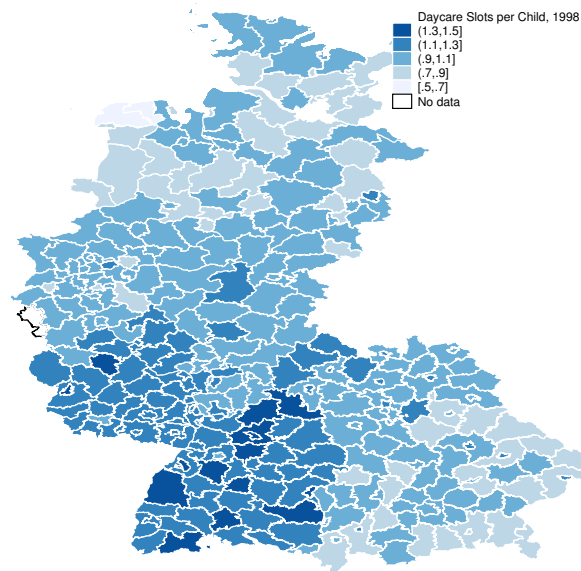 Daycare Slots per Child, 1998
(1.3,1.5]
(1.1,1.3]
(.9,1.1]
(.7,.9]
[.5,.7]
No data